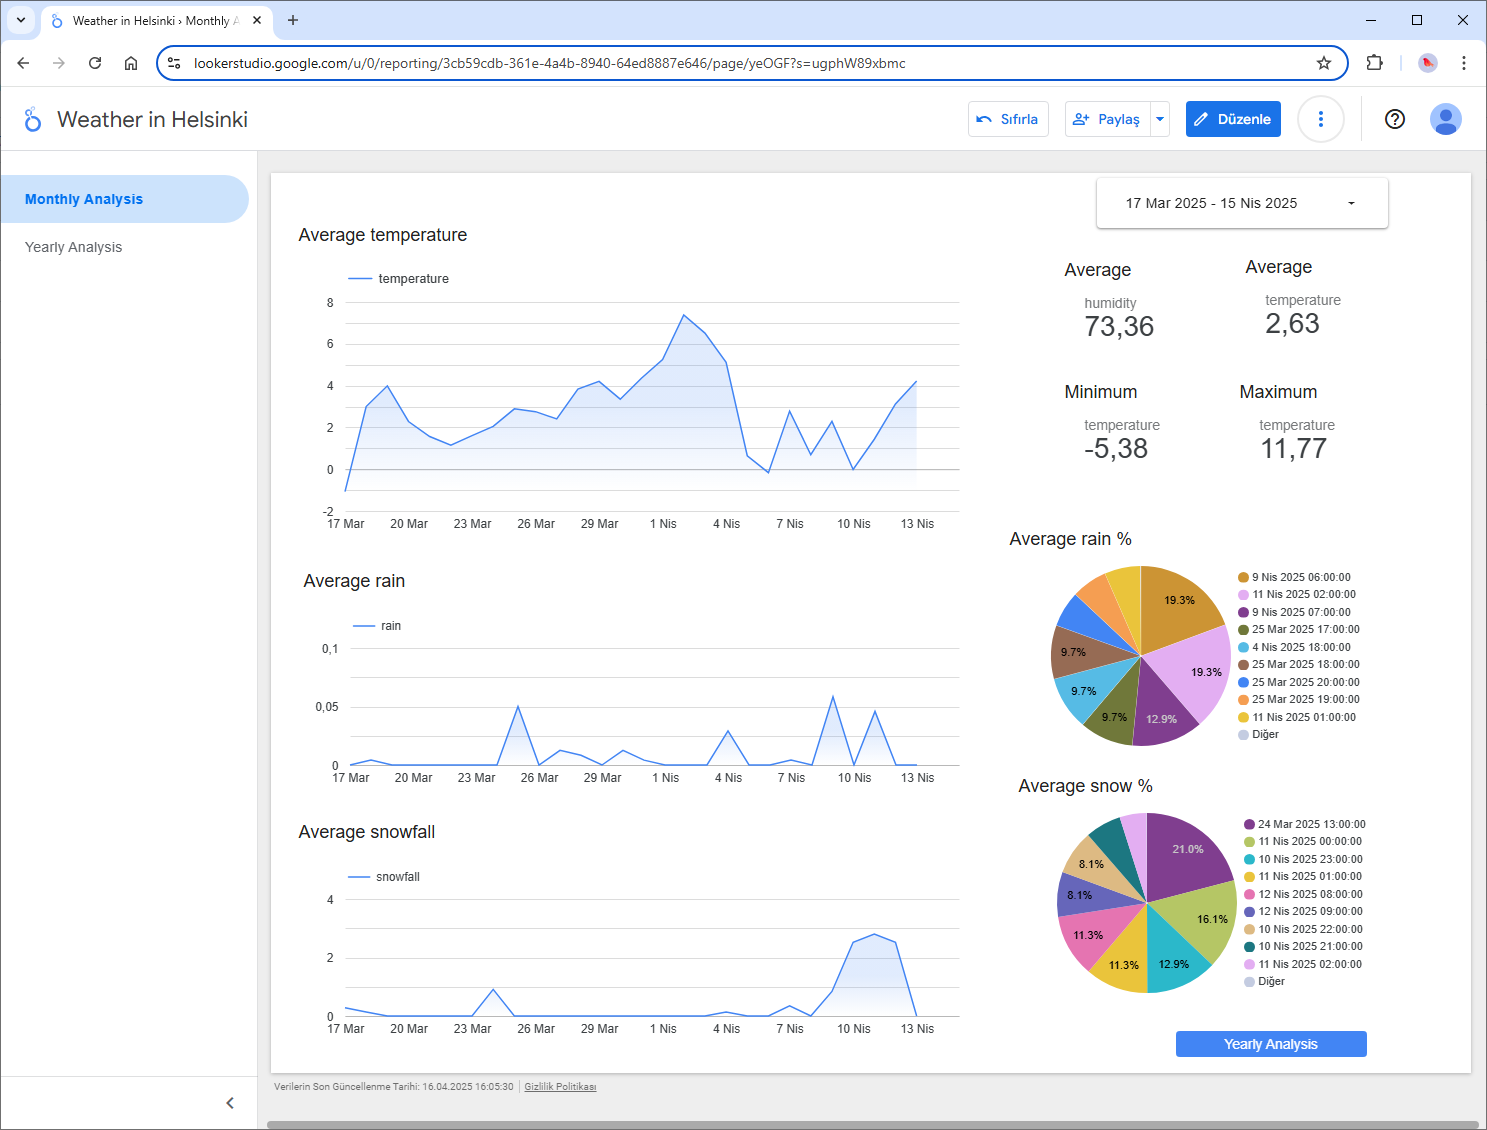 Weather in Helsinki › Monthly A
lookerstudio.google.com/u/0/reporting/3cb59cdb-361e-4a4b-8940-64ed8887e646/page/yeOGF?s=ugphW89xbmc
Weather in Helsinki
Sıfırla
Paylaş
Düzenle
Monthly Analysis
Yearly Analysis
17 Mar 2025 - 15 Nis 2025
Average temperature
temperature
8
6
4
2
0
-2
17 Mar 20 Mar 23 Mar 26 Mar 29 Mar 1 Nis 4 Nis 7 Nis 10 Nis 13 Nis
Average
humidity
73,36
Average
temperature
2,63
Minimum
temperature
-5,38
Maximum
temperature
11,77
Average rain
rain
0,1
0,05
0
17 Mar 20 Mar 23 Mar 26 Mar 29 Mar 1 Nis 4 Nis 7 Nis 10 Nis 13 Nis
Average rain %
19.3%
19.3%
12.9%
9.7%
9.7%
9.7%
9 Nis 2025 06:00:00
11 Nis 2025 02:00:00
9 Nis 2025 07:00:00
25 Mar 2025 17:00:00
4 Nis 2025 18:00:00
25 Mar 2025 18:00:00
25 Mar 2025 20:00:00
25 Mar 2025 19:00:00
11 Nis 2025 01:00:00
Diğer
Average snowfall
snowfall
4
2
0
17 Mar 20 Mar 23 Mar 26 Mar 29 Mar 1 Nis 4 Nis 7 Nis 10 Nis 13 Nis
Average snow %
21.0%
16.1%
12.9%
11.3%
11.3%
8.1%
8.1%
24 Mar 2025 13:00:00
11 Nis 2025 00:00:00
10 Nis 2025 23:00:00
11 Nis 2025 01:00:00
12 Nis 2025 08:00:00
12 Nis 2025 09:00:00
10 Nis 2025 22:00:00
10 Nis 2025 21:00:00
11 Nis 2025 02:00:00
Diğer
Yearly Analysis
Verilerin Son Güncellenme Tarihi: 16.04.2025 16:05:30 Gizlilik Politikası